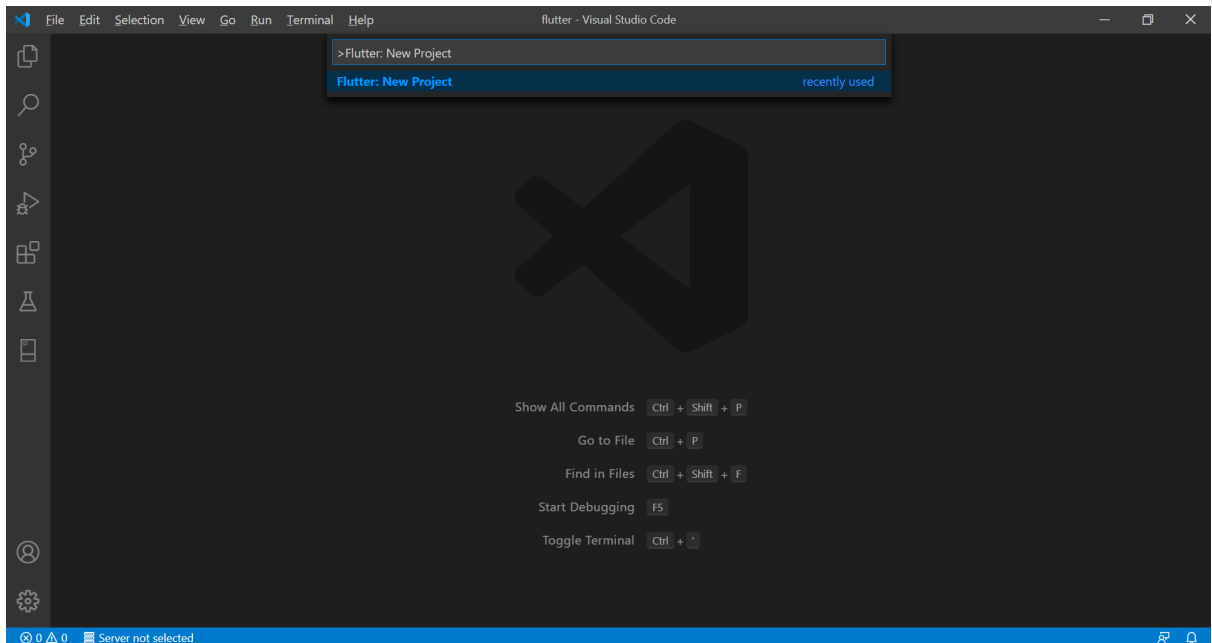 File Edit Selection View Go Run Terminal Help flutter - Visual Studio Code
>Flutter: New Project
Flutter: New Project recently used
Show All Commands Ctrl + Shift + P
Go to File Ctrl + P
Find in Files Ctrl + Shift + F
Start Debugging F5
Toggle Terminal Ctrl + '
0 0 Server not selected